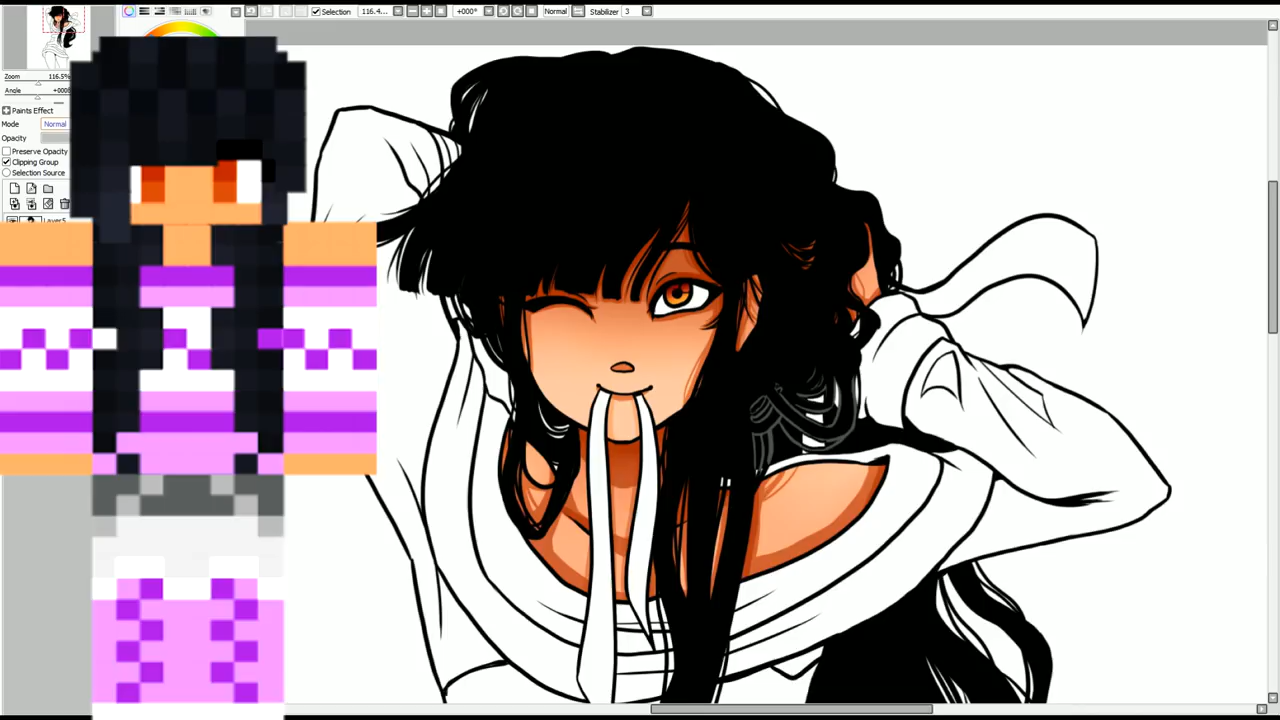 Selection 116.4... +000° Normal Stabilizer 3
Zoom 116.5%
Angle +000
Paints Effect
Mode Normal
Opacity
Preserve Opacity
Clipping Group
Selection Source